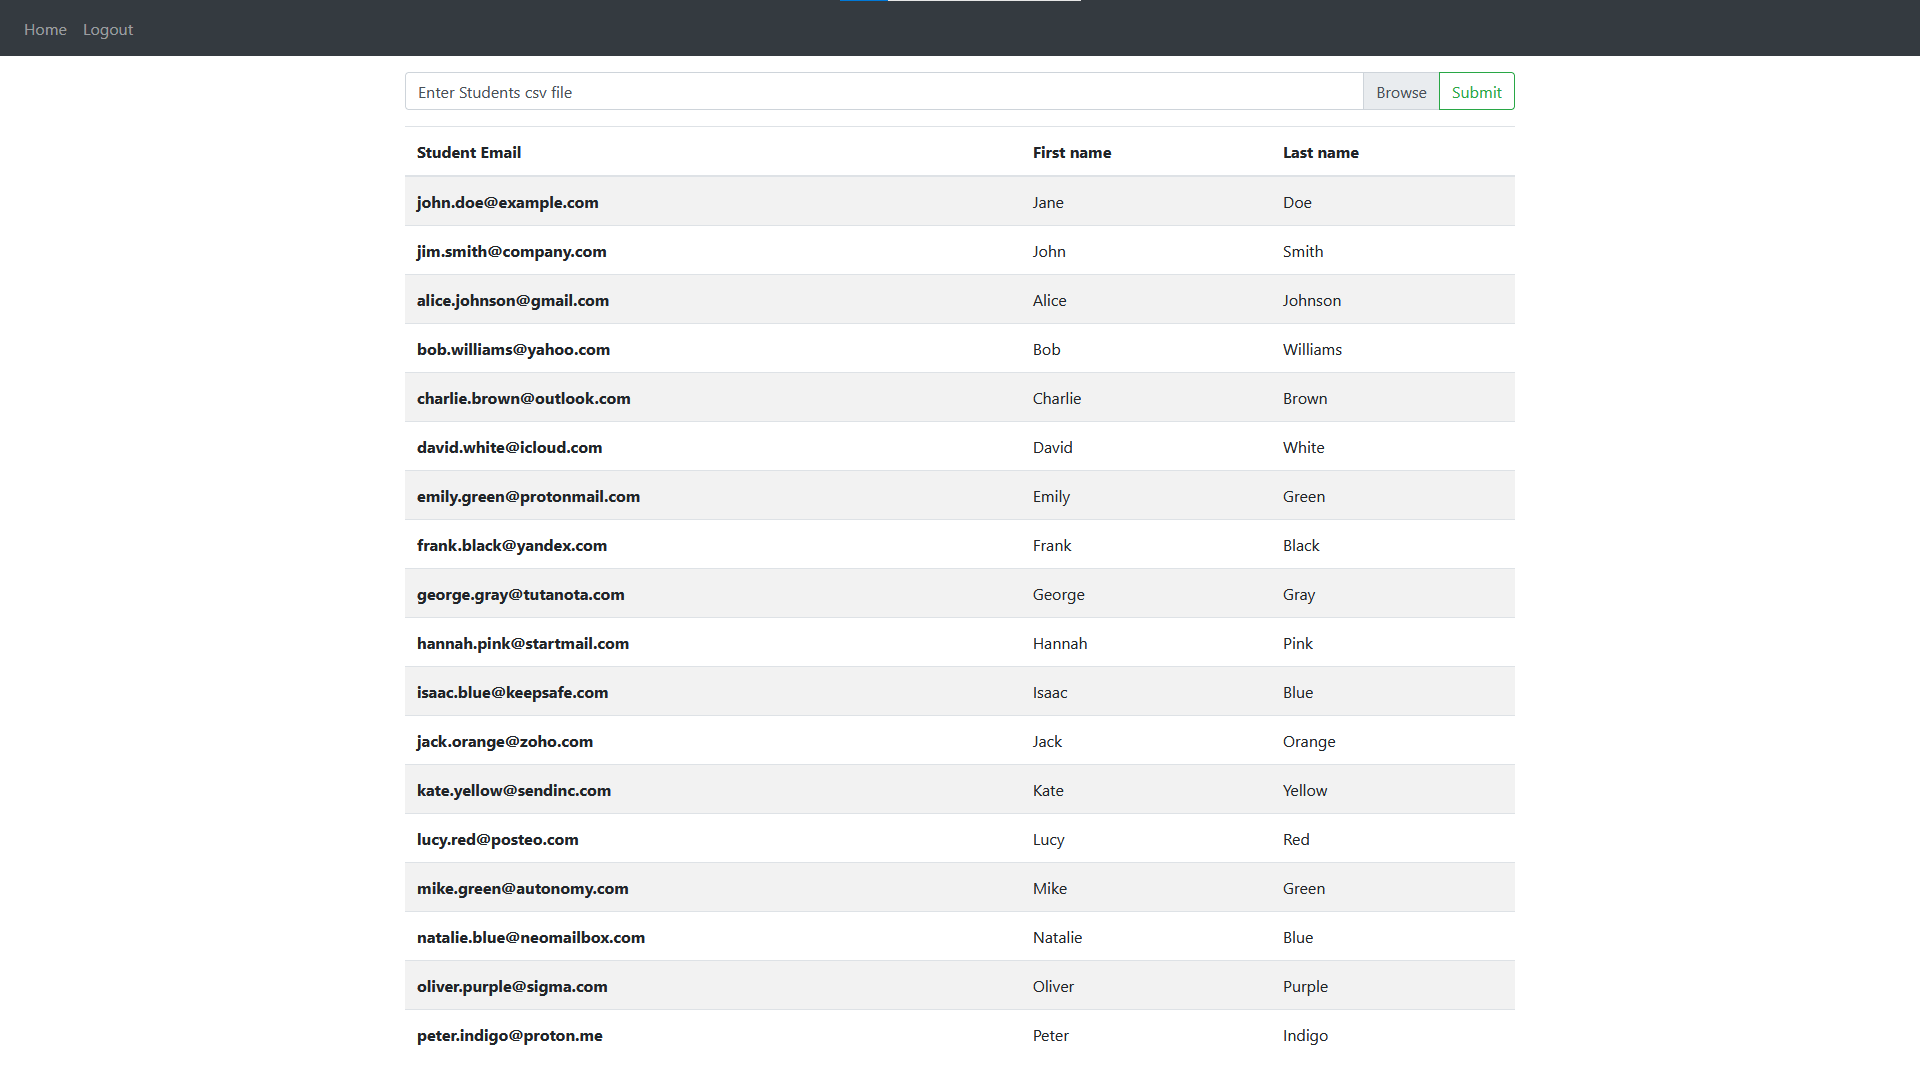 Home Logout
Enter Students csv file Browse Submit
Student Email First name Last name
john.doe@example.com Jane Doe
jim.smith@company.com John Smith
alice.johnson@gmail.com Alice Johnson
bob.williams@yahoo.com Bob Williams
charlie.brown@outlook.com Charlie Brown
david.white@icloud.com David White
emily.green@protonmail.com Emily Green
frank.black@yandex.com Frank Black
george.gray@tutanota.com George Gray
hannah.pink@startmail.com Hannah Pink
isaac.blue@keepsafe.com Isaac Blue
jack.orange@zoho.com Jack Orange
kate.yellow@sendinc.com Kate Yellow
lucy.red@posteo.com Lucy Red
mike.green@autonomy.com Mike Green
natalie.blue@neomailbox.com Natalie Blue
oliver.purple@sigma.com Oliver Purple
peter.indigo@proton.me Peter Indigo